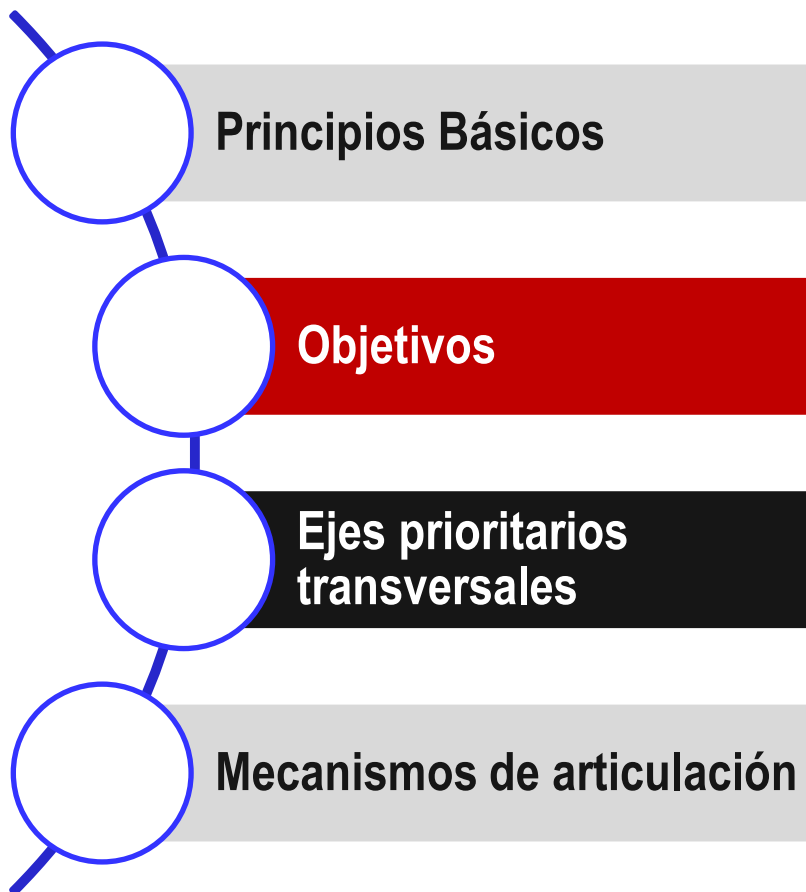 Principios Básicos
Objetivos
Ejes prioritarios
transversales
Mecanismos de articulación